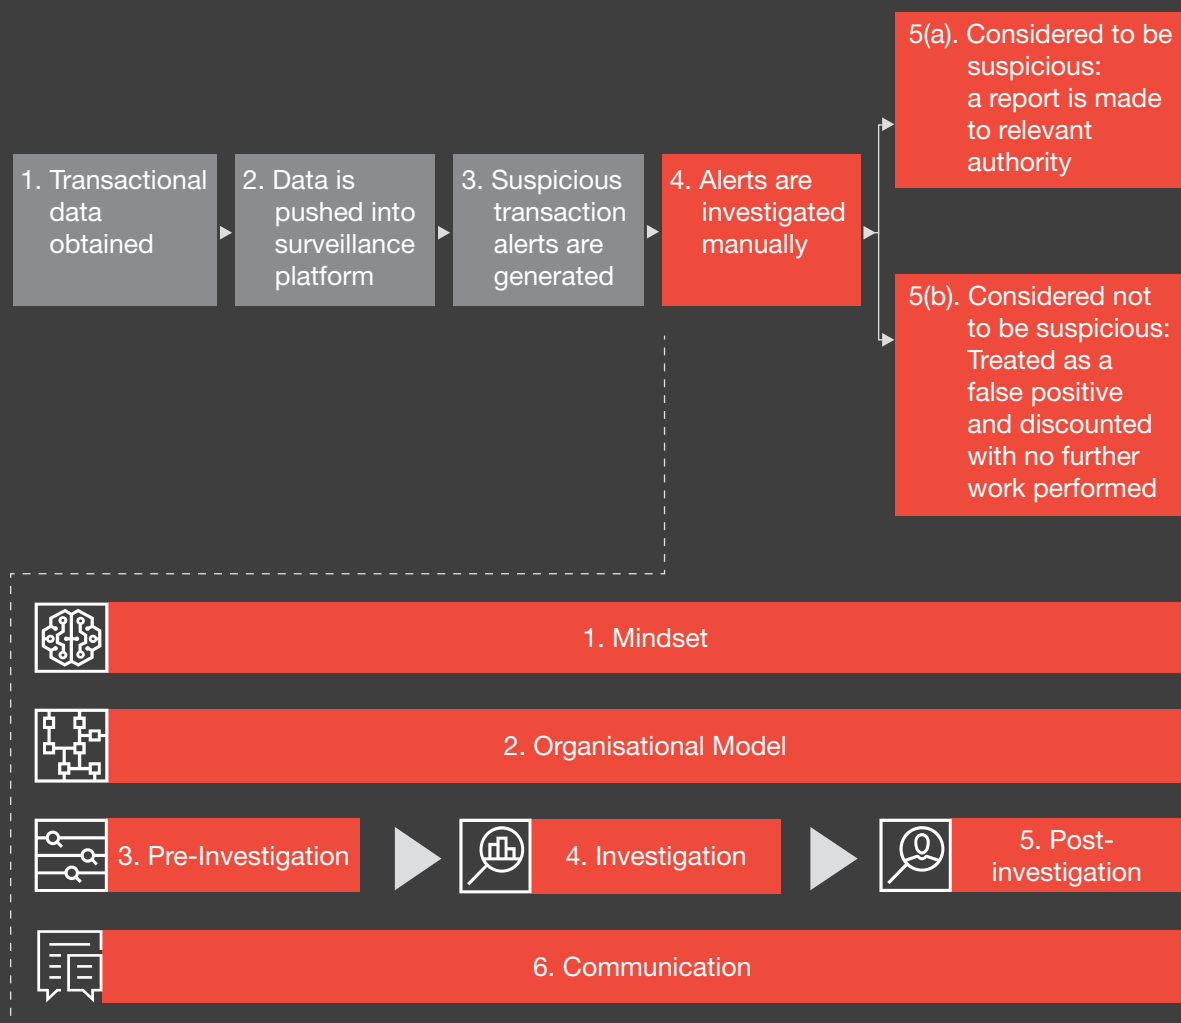 1. Transactional
data
obtained
2. Data is
pushed into
surveillance
platform
3. Suspicious
transaction
alerts are
generated
4. Alerts are
investigated
manually
5(a). Considered to be
suspicious:
a report is made
to relevant
authority
5(b). Considered not
to be suspicious:
Treated as a
false positive
and discounted
with no further
work performed
1. Mindset
2. Organisational Model
3. Pre-Investigation
4. Investigation
5. Post-
investigation
6. Communication